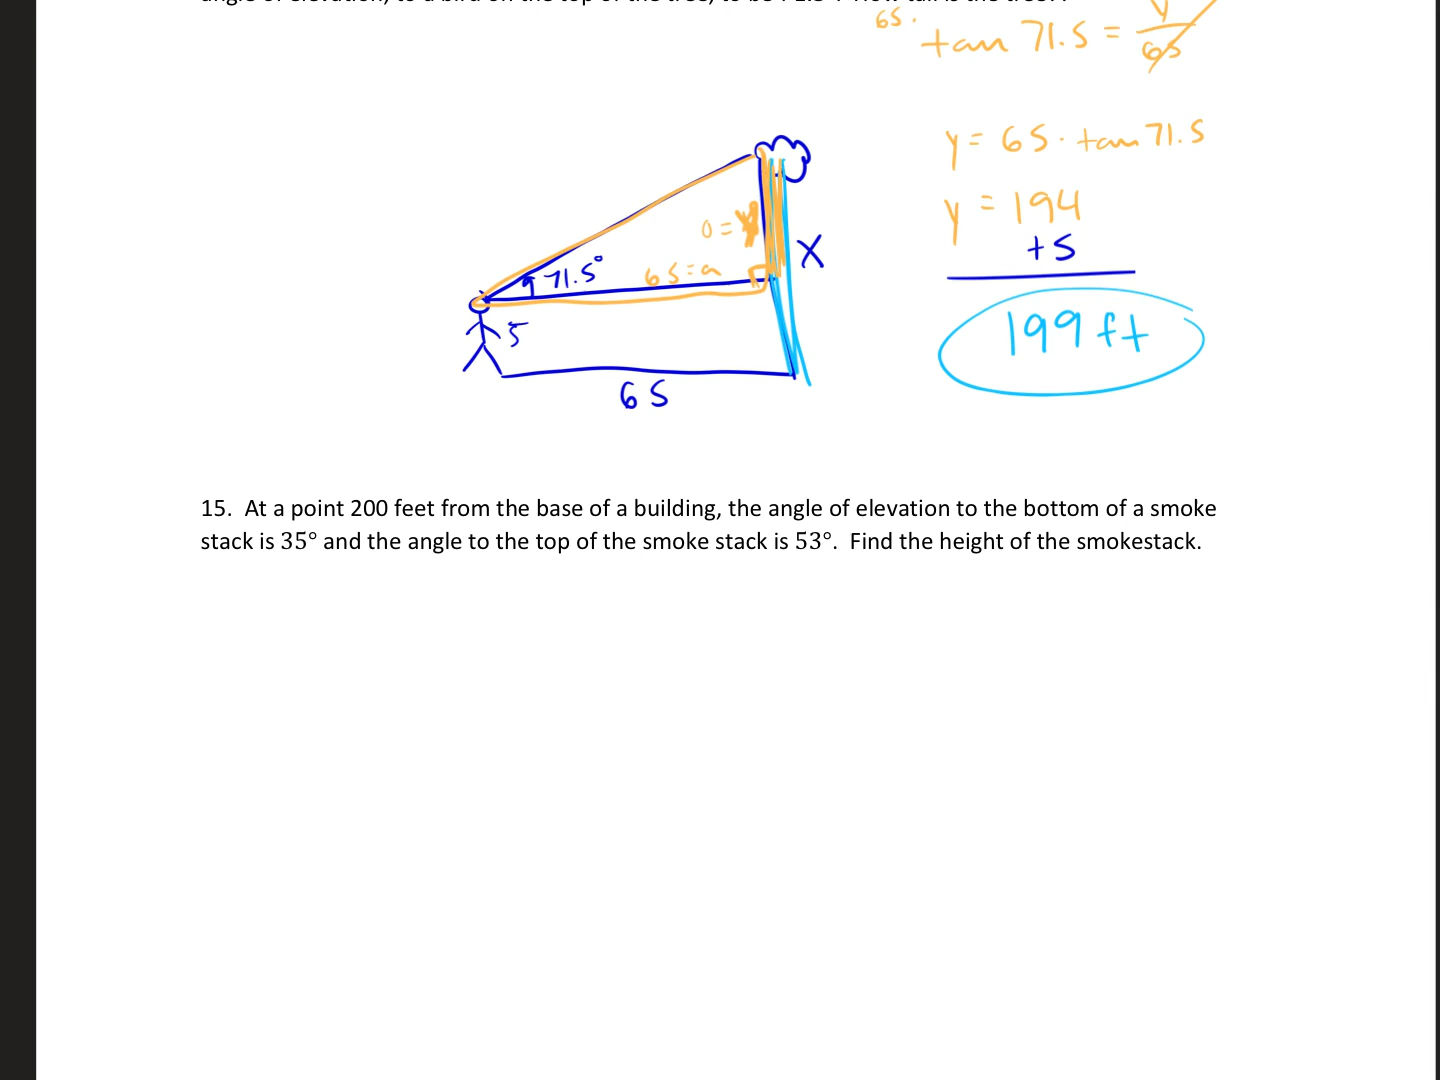 65 ·
tan 71.5 = y/65
y = 65 · tan 71.5
y = 194
+5
199 ft
O = y
X
71.5°
65 = a
5
65
15. At a point 200 feet from the base of a building, the angle of elevation to the bottom of a smoke
stack is 35° and the angle to the top of the smoke stack is 53°. Find the height of the smokestack.